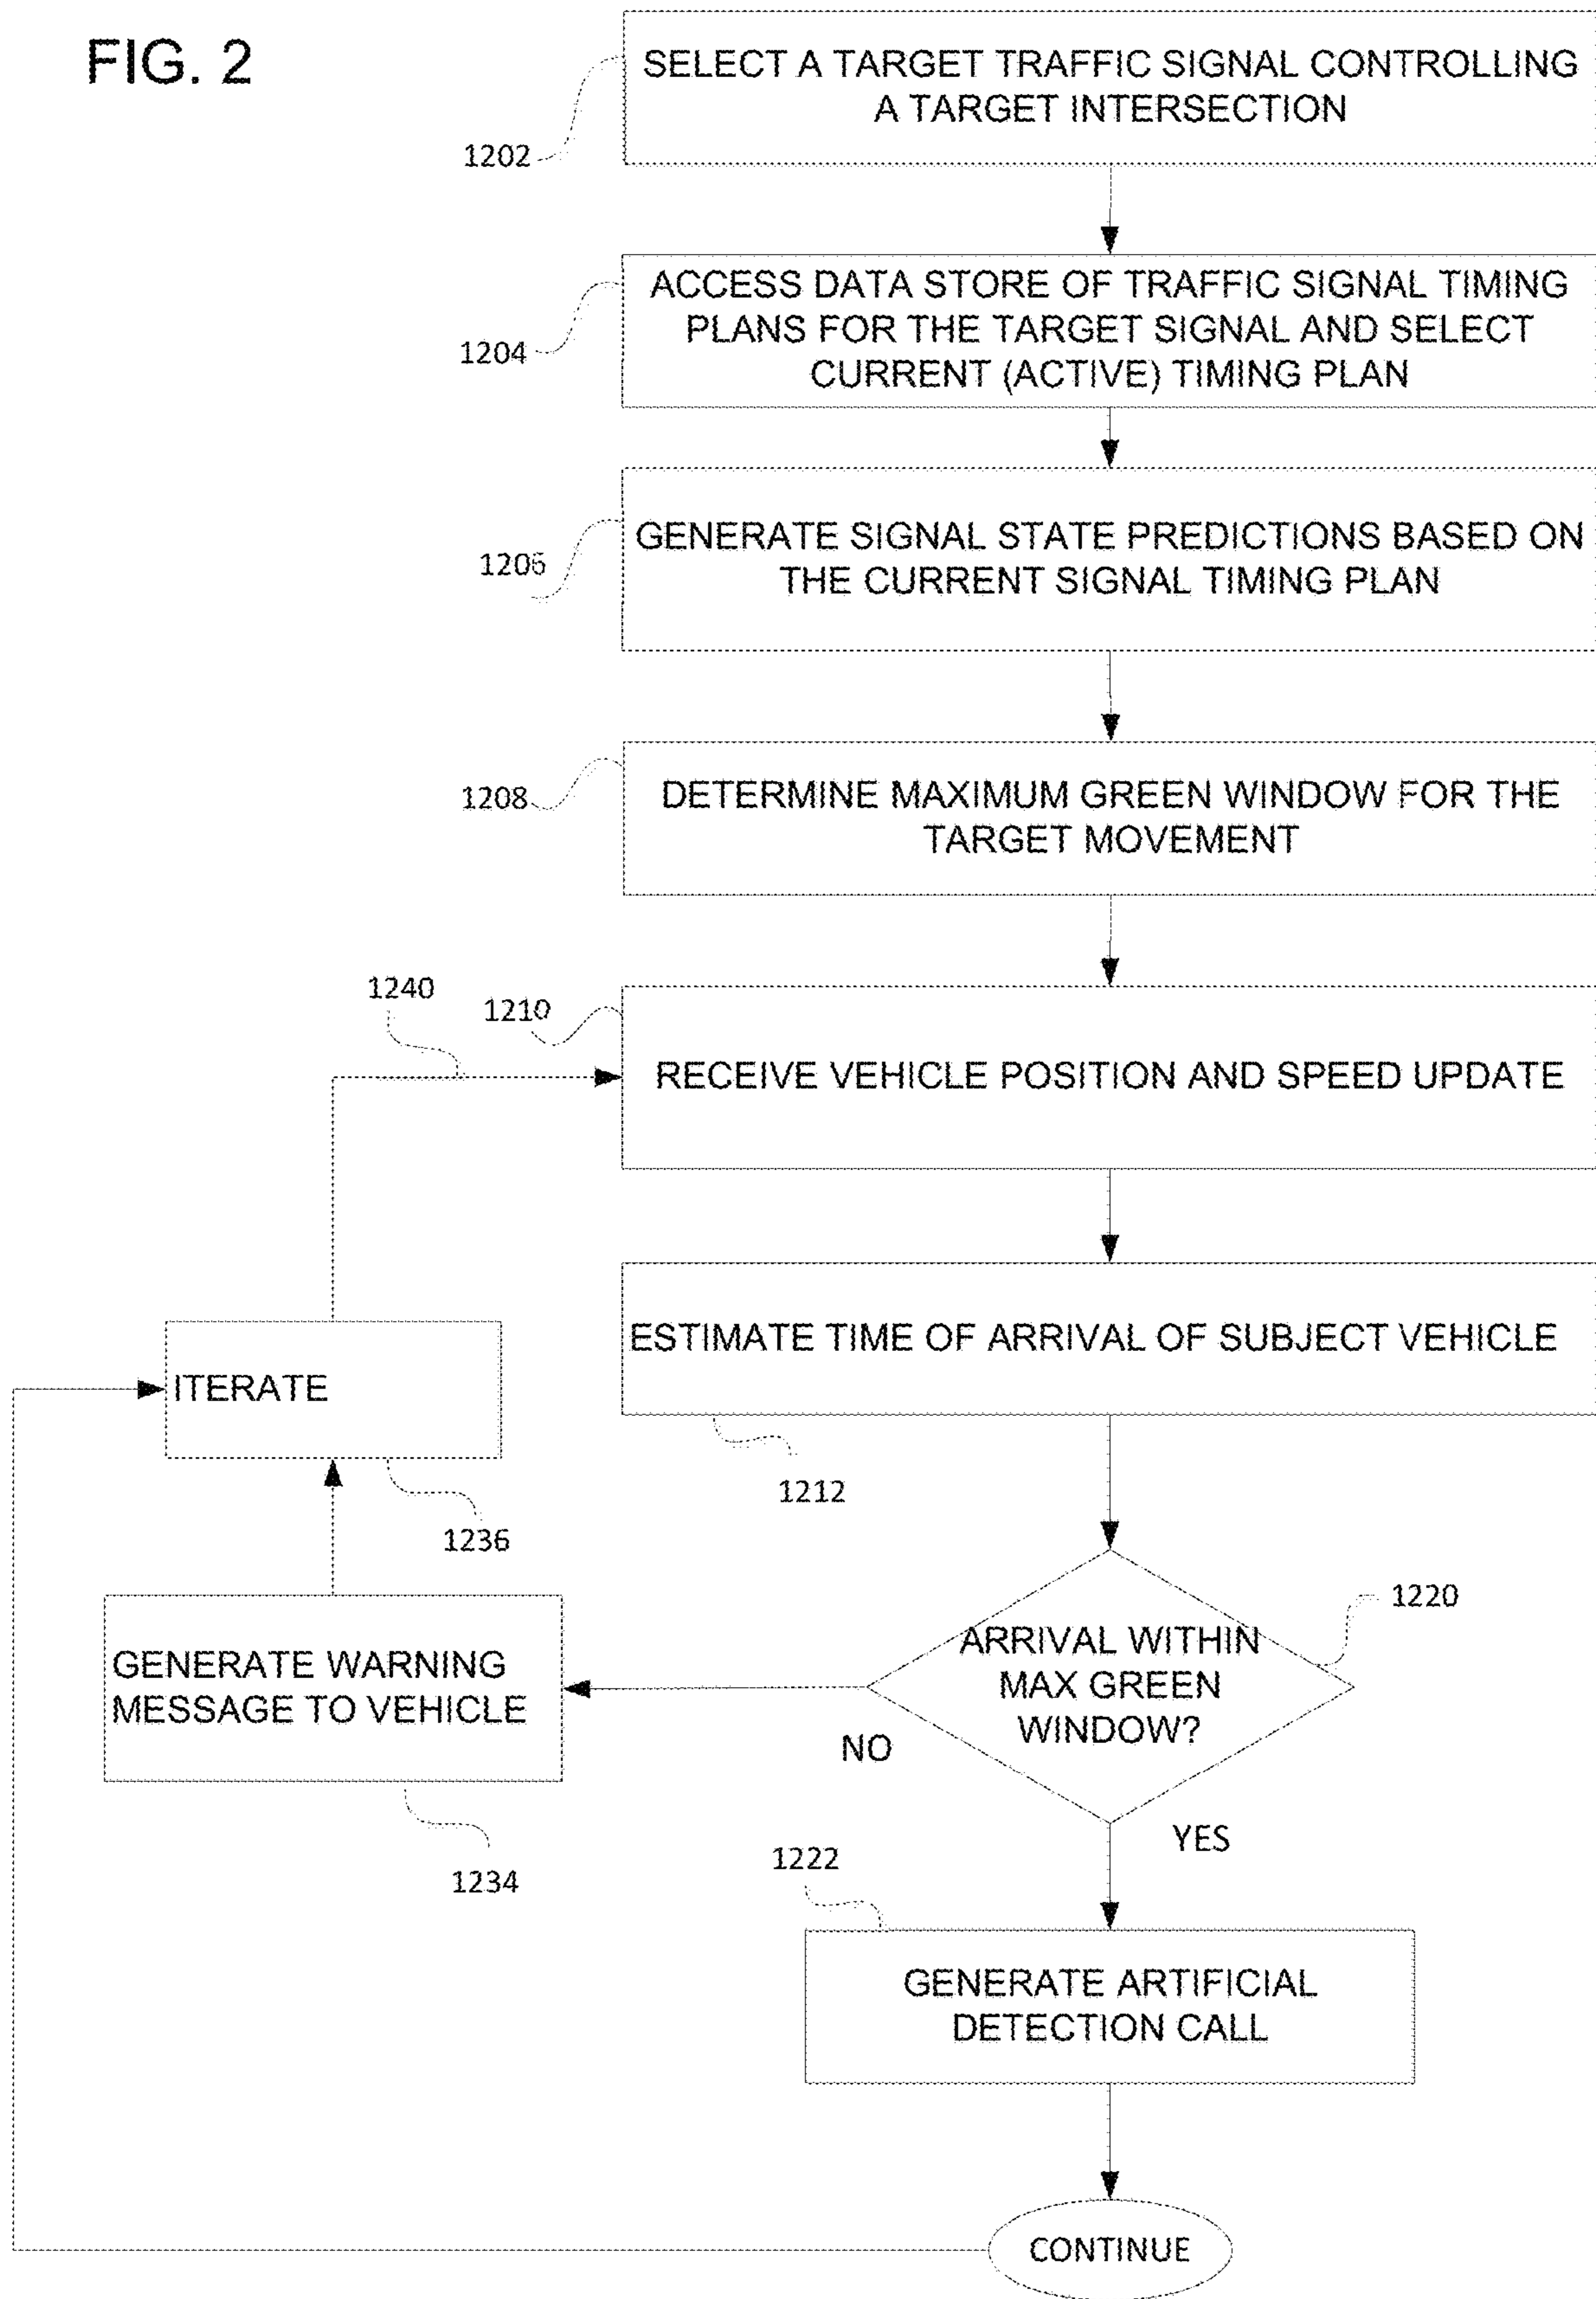 FIG. 2
SELECT A TARGET TRAFFIC SIGNAL CONTROLLING
A TARGET INTERSECTION
1202
ACCESS DATA STORE OF TRAFFIC SIGNAL TIMING
PLANS FOR THE TARGET SIGNAL AND SELECT
CURRENT (ACTIVE) TIMING PLAN
1204
GENERATE SIGNAL STATE PREDICTIONS BASED ON
THE CURRENT SIGNAL TIMING PLAN
1206
DETERMINE MAXIMUM GREEN WINDOW FOR THE
TARGET MOVEMENT
1208
1240
1210
RECEIVE VEHICLE POSITION AND SPEED UPDATE
ESTIMATE TIME OF ARRIVAL OF SUBJECT VEHICLE
1212
ITERATE
1236
ARRIVAL WITHIN
MAX GREEN
WINDOW?
1220
NO
YES
GENERATE WARNING
MESSAGE TO VEHICLE
1234
1222
GENERATE ARTIFICIAL
DETECTION CALL
CONTINUE